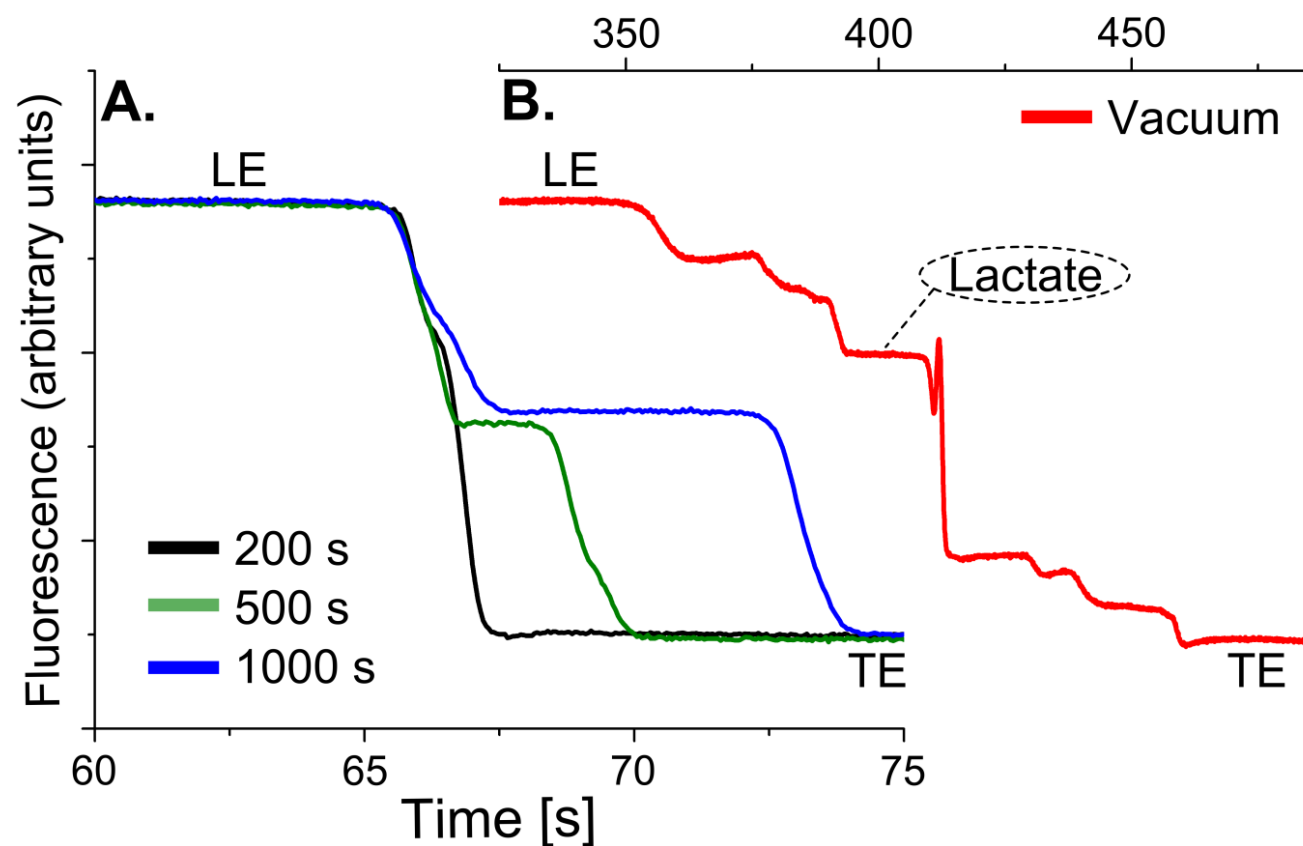 350 400 450
A. B. Vacuum
LE LE
Lactate
Fluorescence (arbitrary units)
200 s
500 s
1000 s
TE TE
60 65 70 75
Time [s]